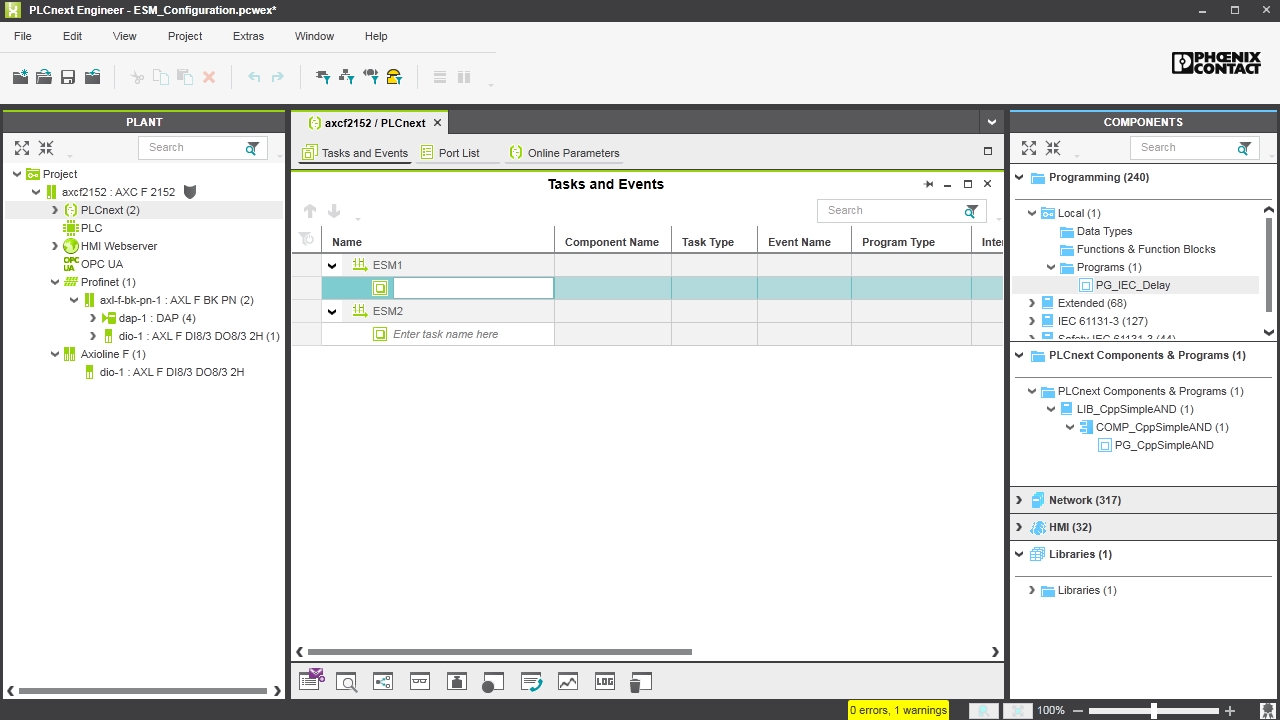 PLCnext Engineer - ESM_Configuration.pcwex*
File Edit View Project Extras Window Help
PHOENIX CONTACT
PLANT
Search
Project
axcf2152 : AXC F 2152
PLCnext (2)
PLC
HMI Webserver
OPC UA OPC UA
Profinet (1)
axl-f-bk-pn-1 : AXL F BK PN (2)
dap-1 : DAP (4)
dio-1 : AXL F DI8/3 DO8/3 2H (1)
Axioline F (1)
dio-1 : AXL F DI8/3 DO8/3 2H
axcf2152 / PLCnext
Tasks and Events Port List Online Parameters
Tasks and Events
Search
Name Component Name Task Type Event Name Program Type Inter
ESM1
ESM2
Enter task name here
LOG
COMPONENTS
Search
Programming (240)
Local (1)
Data Types
Functions & Function Blocks
Programs (1)
PG_IEC_Delay
Extended (68)
IEC 61131-3 (127)
Safety IEC 61131-3 (44)
PLCnext Components & Programs (1)
PLCnext Components & Programs (1)
LIB_CppSimpleAND (1)
COMP_CppSimpleAND (1)
PG_CppSimpleAND
Network (317)
HMI (32)
Libraries (1)
Libraries (1)
0 errors, 1 warnings
100%